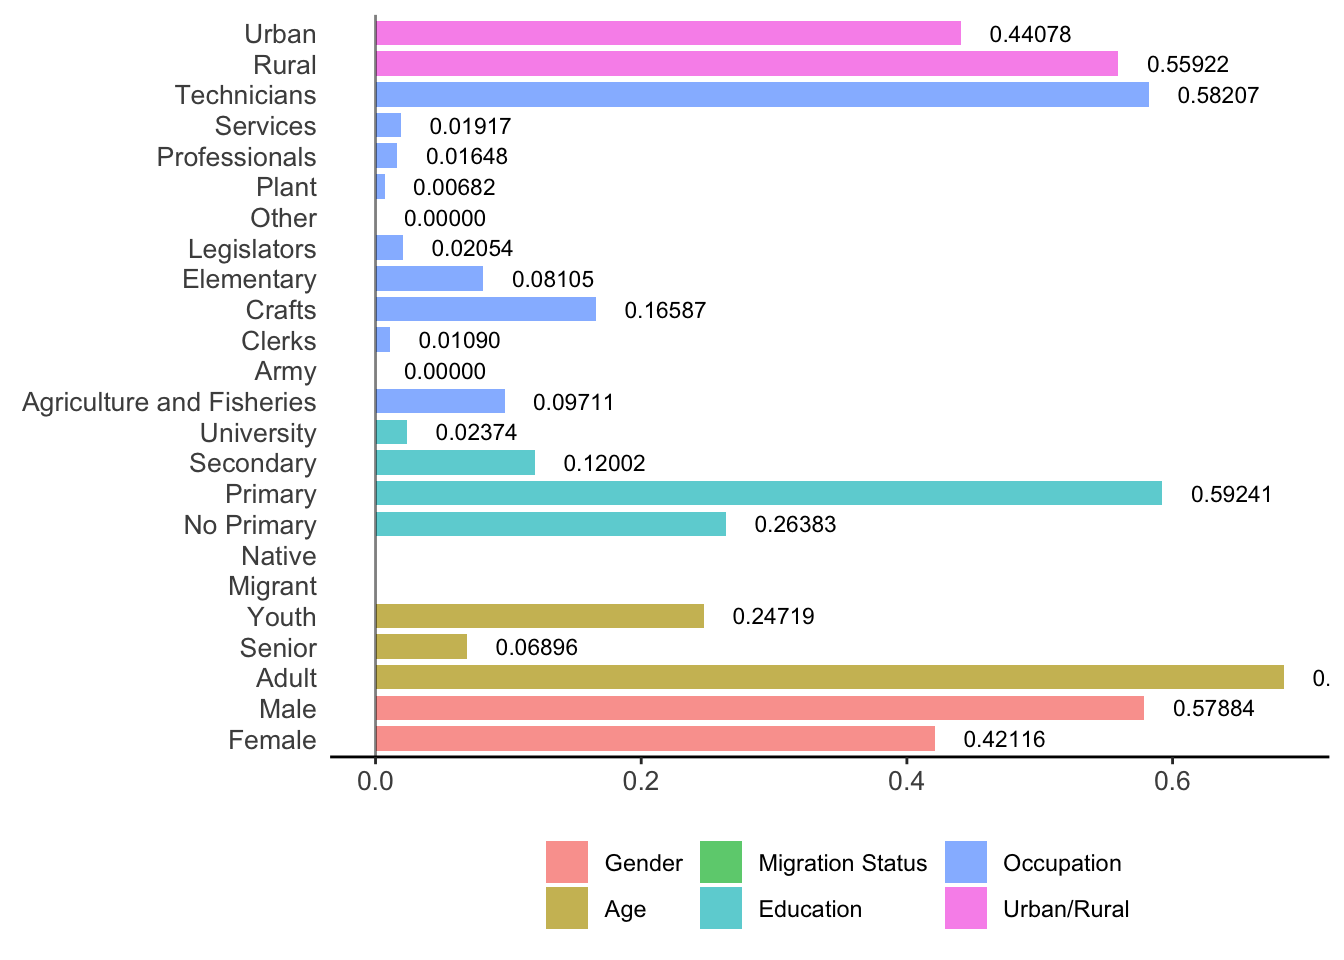 Urban 0.44078
Rural 0.55922
Technicians 0.58207
Services 0.01917
Professionals 0.01648
Plant 0.00682
Other 0.00000
Legislators 0.02054
Elementary 0.08105
Crafts 0.16587
Clerks 0.01090
Army 0.00000
Agriculture and Fisheries 0.09711
University 0.02374
Secondary 0.12002
Primary 0.59241
No Primary 0.26383
Native
Migrant
Youth 0.24719
Senior 0.06896
Adult 0.
Male 0.57884
Female 0.42116
0.0 0.2 0.4 0.6
Gender Migration Status Occupation
Age Education Urban/Rural